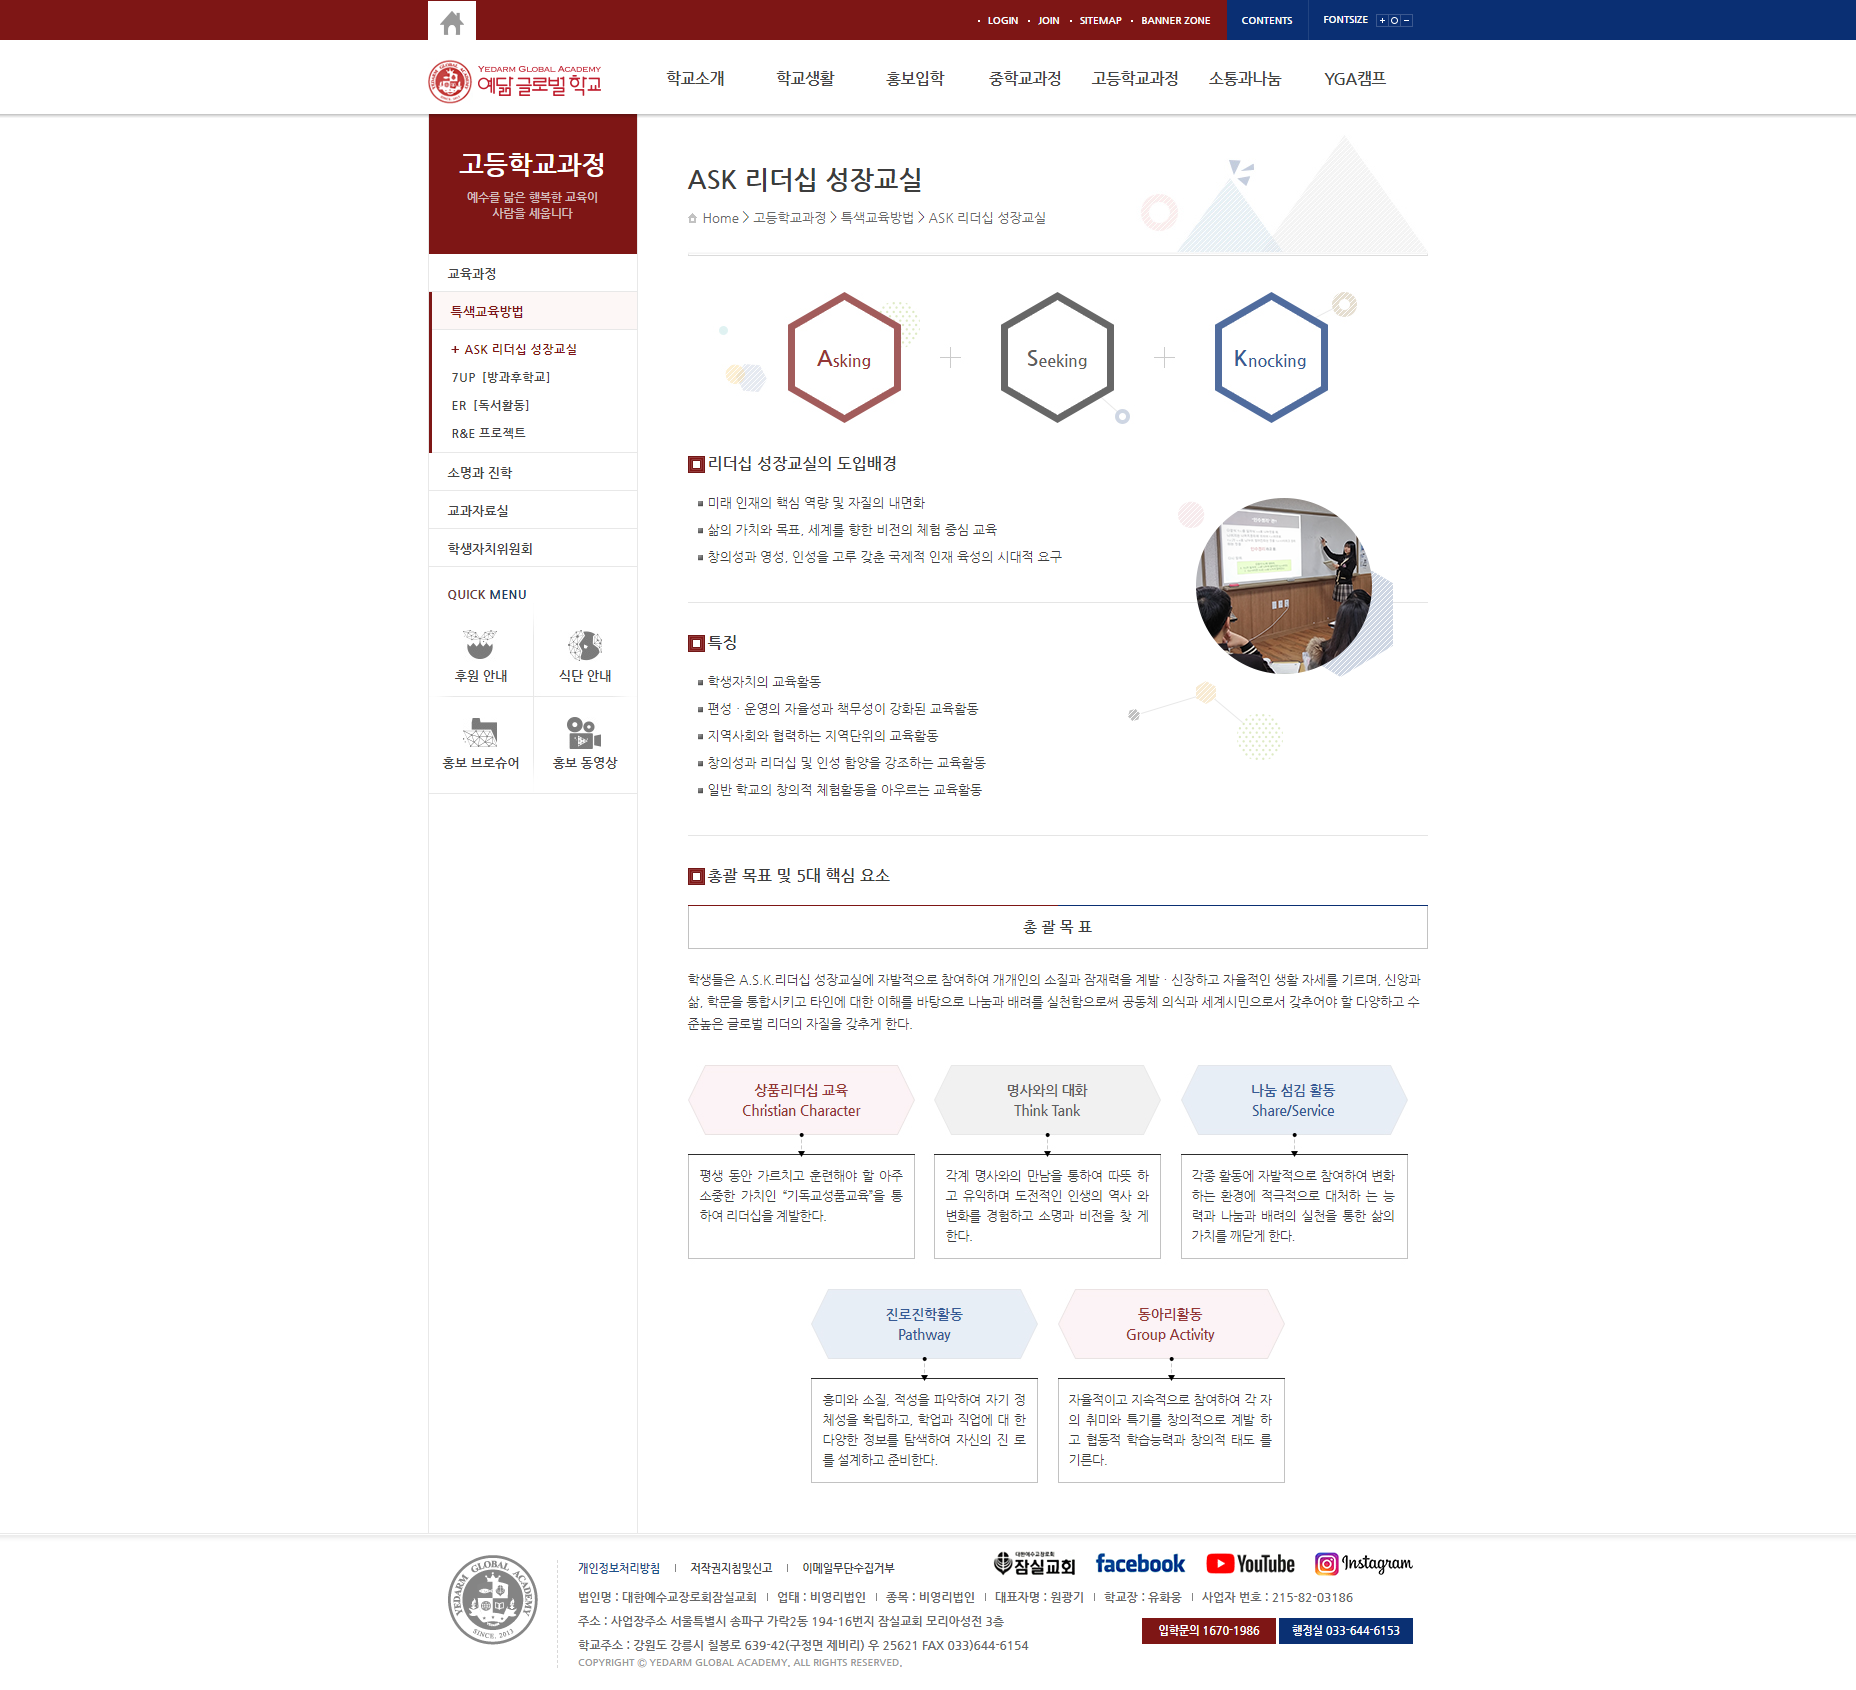 LOGIN
JOIN
SITEMAP
BANNER ZONE
CONTENTS
FONTSIZE
YEDARM GLOBAL ACADEMY
예닮글로벌학교
학교소개
학교생활
홍보입학
중학교과정
고등학교과정
소통과나눔
YGA캠프
고등학교과정
예수를 닮은 행복한 교육이
사람을 세웁니다
교육과정
특색교육방법
+ ASK 리더십 성장교실
7UP [방과후학교]
ER [독서활동]
R&E 프로젝트
소명과 진학
교과자료실
학생자치위원회
QUICK MENU
후원 안내
식단 안내
홍보 브로슈어
홍보 동영상
ASK 리더십 성장교실
Home > 고등학교과정 > 특색교육방법 > ASK 리더십 성장교실
Asking
Seeking
Knocking
리더십 성장교실의 도입배경
미래 인재의 핵심 역량 및 자질의 내면화
삶의 가치와 목표, 세계를 향한 비전의 체험 중심 교육
창의성과 영성, 인성을 고루 갖춘 국제적 인재 육성의 시대적 요구
특징
학생자치의 교육활동
편성ㆍ운영의 자율성과 책무성이 강화된 교육활동
지역사회와 협력하는 지역단위의 교육활동
창의성과 리더십 및 인성 함양을 강조하는 교육활동
일반 학교의 창의적 체험활동을 아우르는 교육활동
총괄 목표 및 5대 핵심 요소
총 괄 목 표
학생들은 A.S.K.리더십 성장교실에 자발적으로 참여하여 개개인의 소질과 잠재력을 계발ㆍ신장하고 자율적인 생활 자세를 기르며, 신앙과
삶, 학문을 통합시키고 타인에 대한 이해를 바탕으로 나눔과 배려를 실천함으로써 공동체 의식과 세계시민으로서 갖추어야 할 다양하고 수
준높은 글로벌 리더의 자질을 갖추게 한다.
상품리더십 교육
Christian Character
평생 동안 가르치고 훈련해야 할 아주
소중한 가치인 “기독교성품교육”을 통
하여 리더십을 계발한다.
명사와의 대화
Think Tank
각계 명사와의 만남을 통하여 따뜻 하
고 유익하며 도전적인 인생의 역사 와
변화를 경험하고 소명과 비전을 찾 게
한다.
나눔 섬김 활동
Share/Service
각종 활동에 자발적으로 참여하여 변화
하는 환경에 적극적으로 대처하 는 능
력과 나눔과 배려의 실천을 통한 삶의
가치를 깨닫게 한다.
진로진학활동
Pathway
흥미와 소질, 적성을 파악하여 자기 정
체성을 확립하고, 학업과 직업에 대 한
다양한 정보를 탐색하여 자신의 진 로
를 설계하고 준비한다.
동아리활동
Group Activity
자율적이고 지속적으로 참여하여 각 자
의 취미와 특기를 창의적으로 계발 하
고 협동적 학습능력과 창의적 태도 를
기른다.
YEDARM GLOBAL ACADEMY
SINCE. 2013
개인정보처리방침
저작권지침및신고
이메일무단수집거부
대한예수교장로회
잠실교회
facebook
YouTube
Instagram
법인명 : 대한예수교장로회잠실교회 ㅣ 업태 : 비영리법인 ㅣ 종목 : 비영리법인 ㅣ 대표자명 : 원광기 ㅣ 학교장 : 유화웅 ㅣ 사업자 번호 : 215-82-03186
주소 : 사업장주소 서울특별시 송파구 가락2동 194-16번지 잠실교회 모리아성전 3층
학교주소 : 강원도 강릉시 칠봉로 639-42(구정면 제비리) 우 25621 FAX 033)644-6154
입학문의 1670-1986
행정실 033-644-6153
COPYRIGHT © YEDARM GLOBAL ACADEMY. ALL RIGHTS RESERVED.